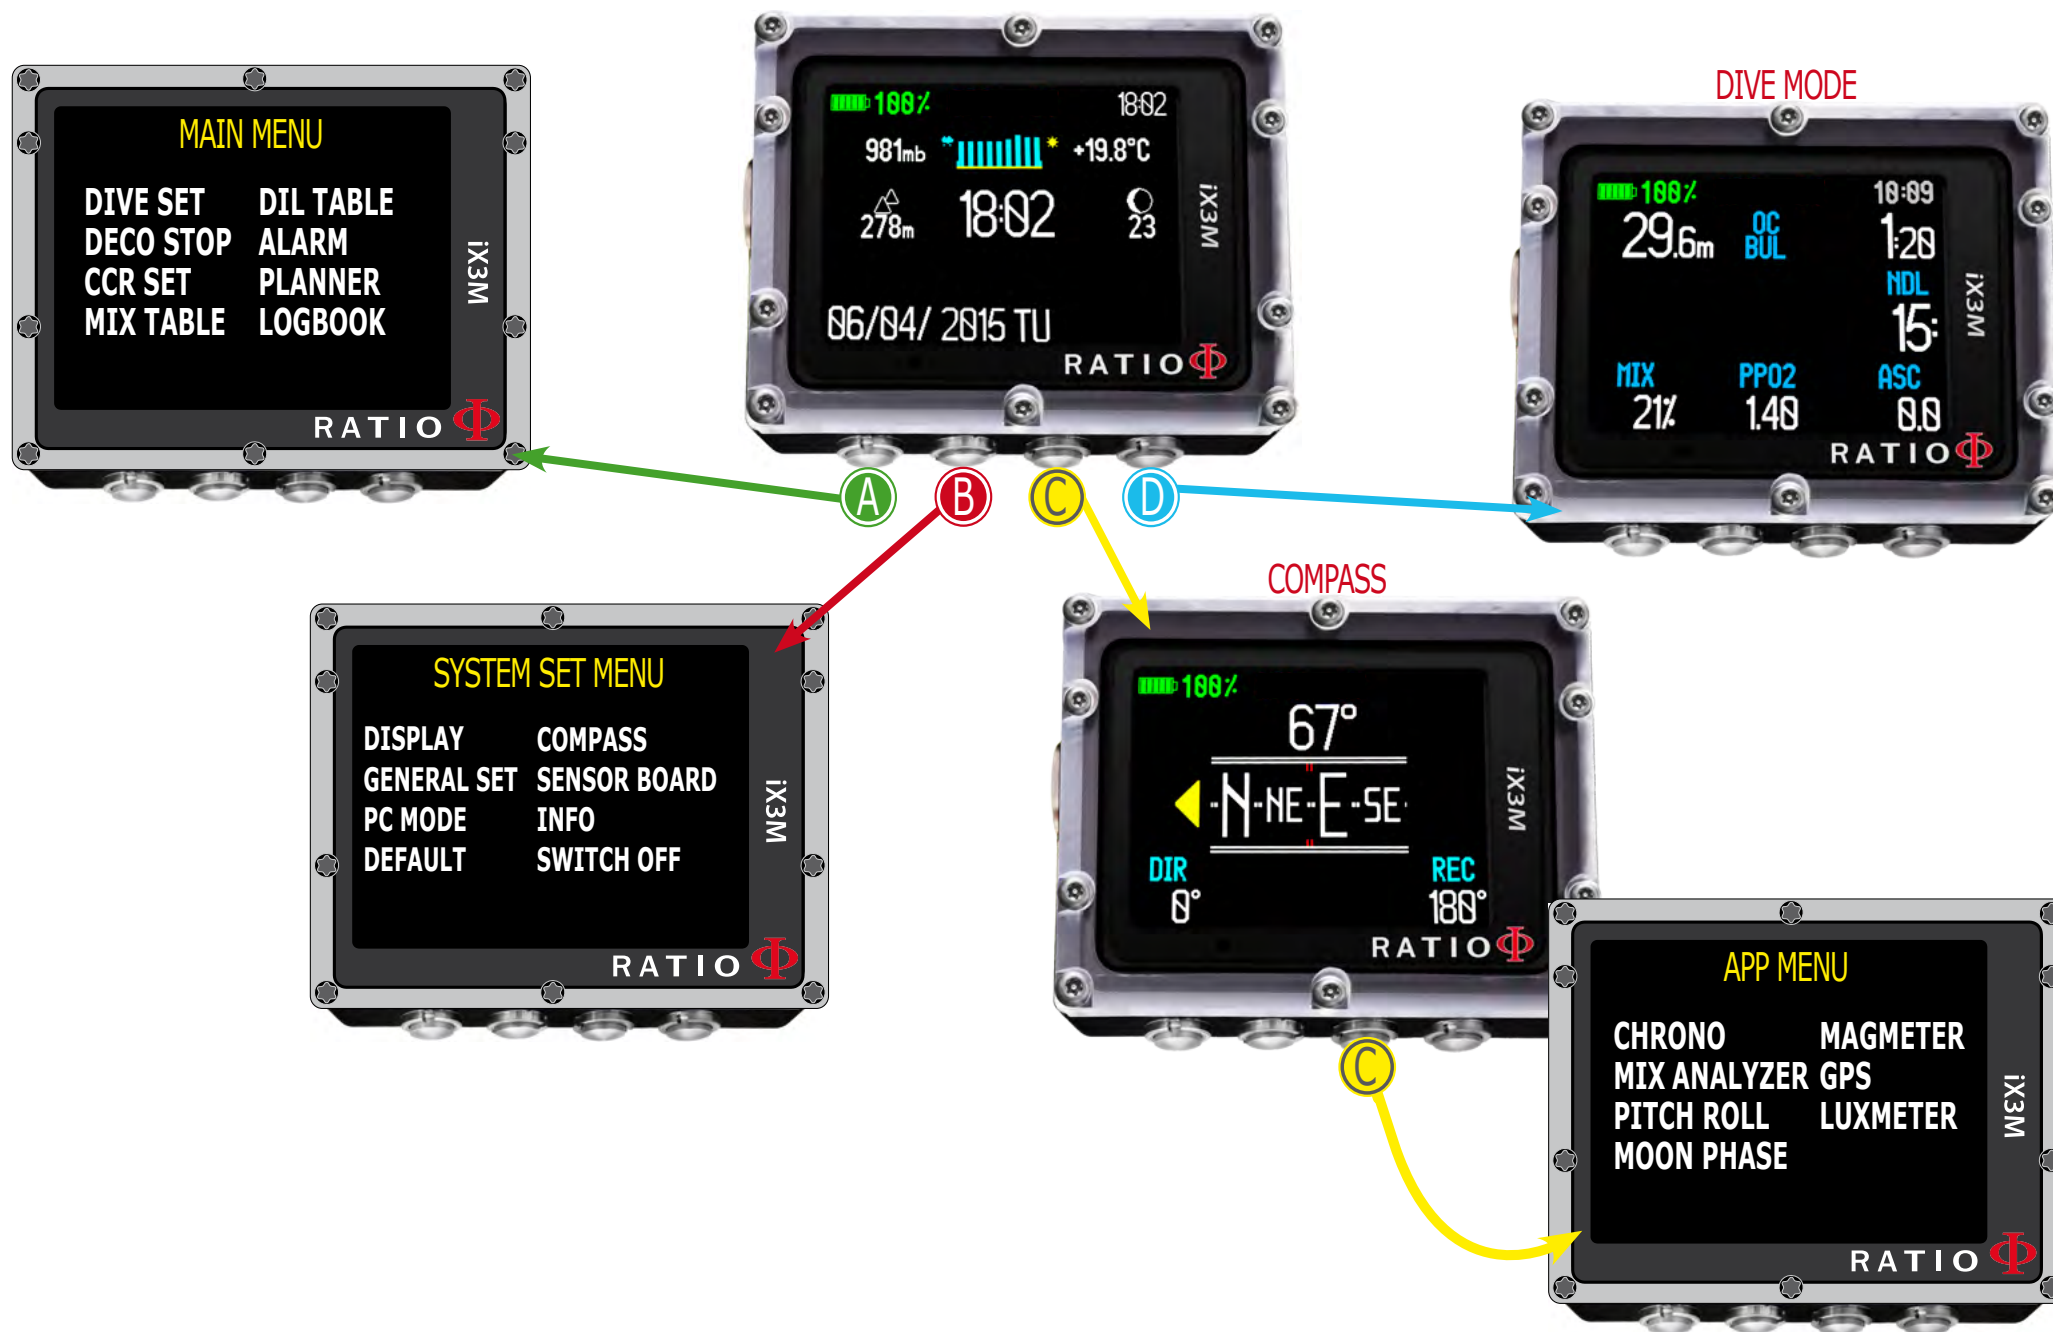 MAIN MENU
DIVE SET DIL TABLE
DECO STOP ALARM
CCR SET PLANNER
MIX TABLE LOGBOOK
iX3M
RATIO
100% 18:02
981mb +19.8°C
278m 18:02 23
06/04/ 2015 TU
iX3M
RATIO
DIVE MODE
100% 10:09
29.6m OC BUL 1:20
NDL
15:
MIX PPO2 ASC
21% 1.40 0.0
iX3M
RATIO
A B C D
SYSTEM SET MENU
DISPLAY COMPASS
GENERAL SET SENSOR BOARD
PC MODE INFO
DEFAULT SWITCH OFF
iX3M
RATIO
COMPASS
100%
67°
-N-NE-E-SE-
DIR REC
0° 180°
iX3M
RATIO
C
APP MENU
CHRONO MAGMETER
MIX ANALYZER GPS
PITCH ROLL LUXMETER
MOON PHASE
iX3M
RATIO